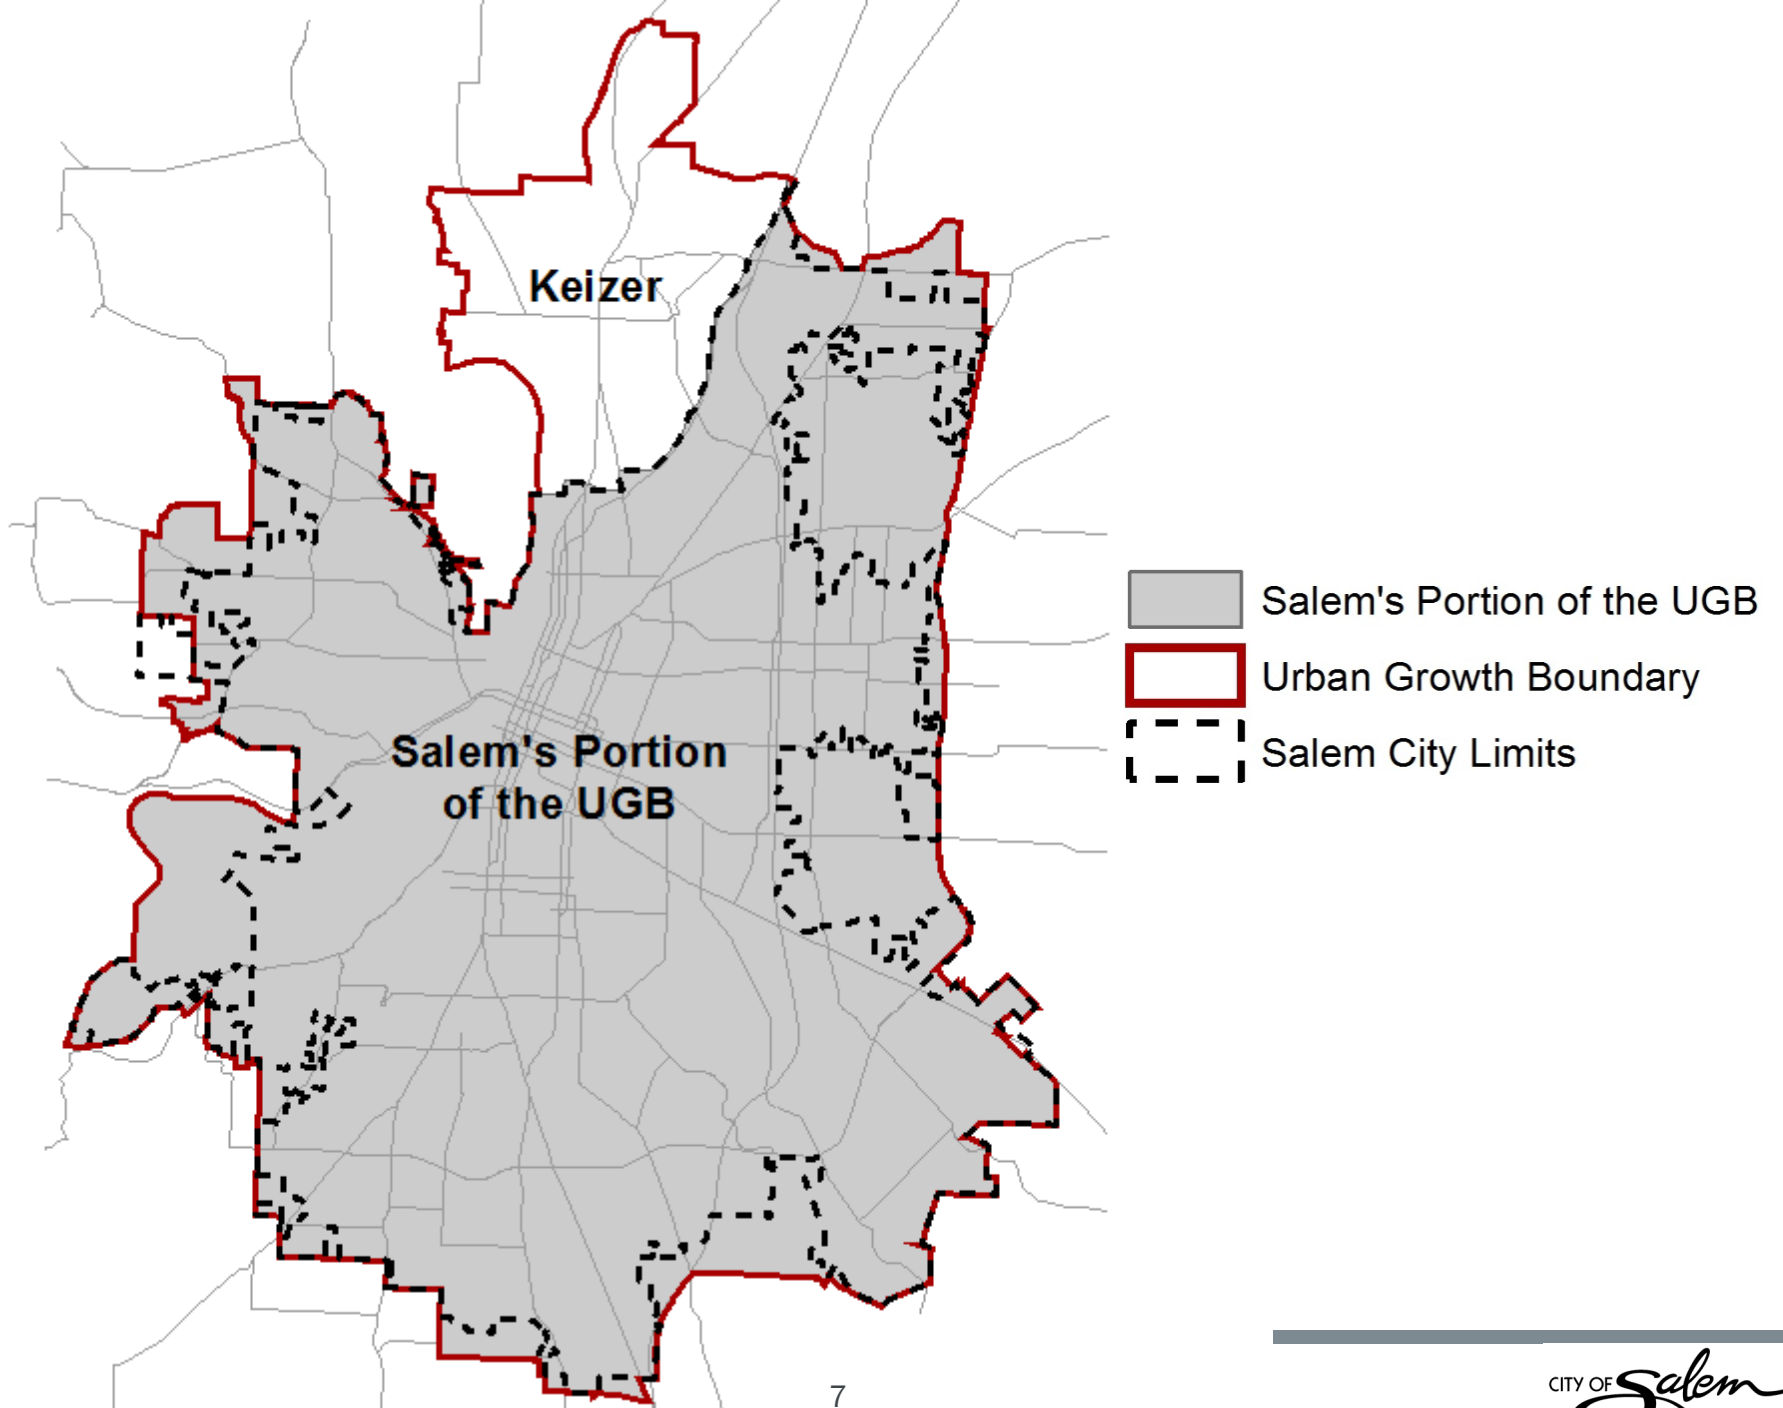 Keizer
Salem's Portion
of the UGB
Salem's Portion of the UGB
Urban Growth Boundary
Salem City Limits
7
CITY OF Salem